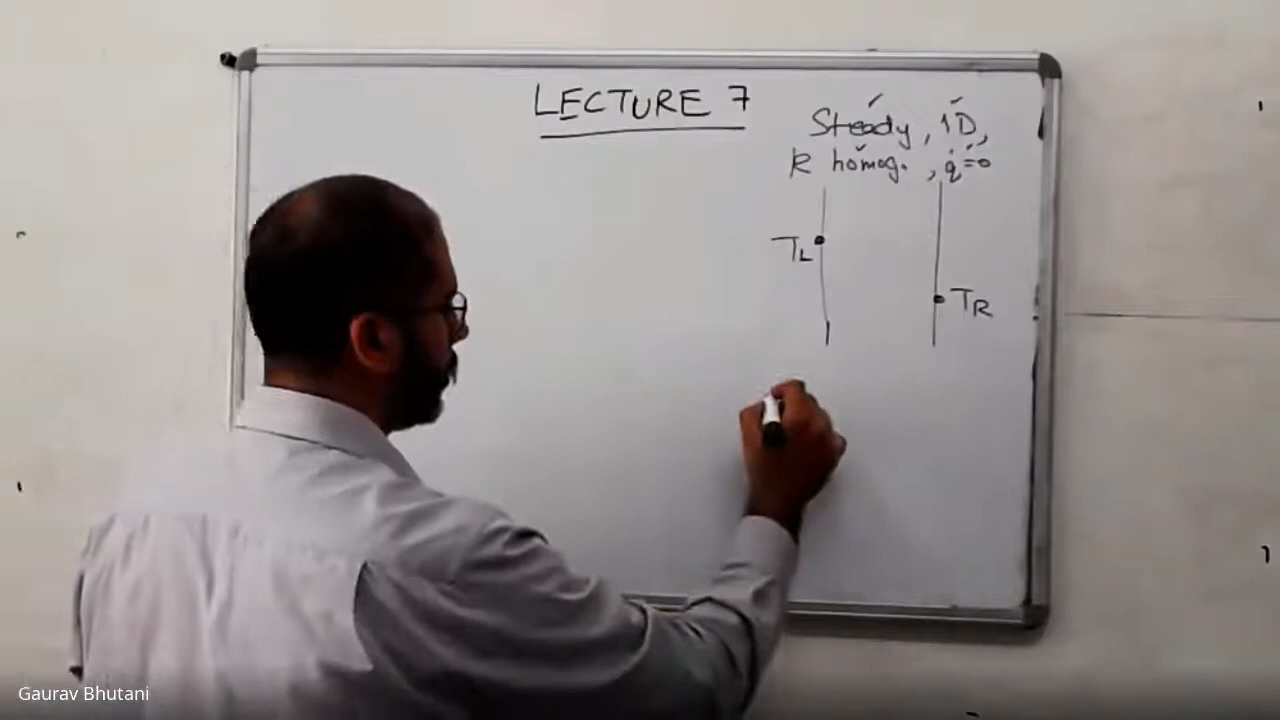 LECTURE 7
Steady, 1D,
k homog., q̇=0
TL
TR
Gaurav Bhutani